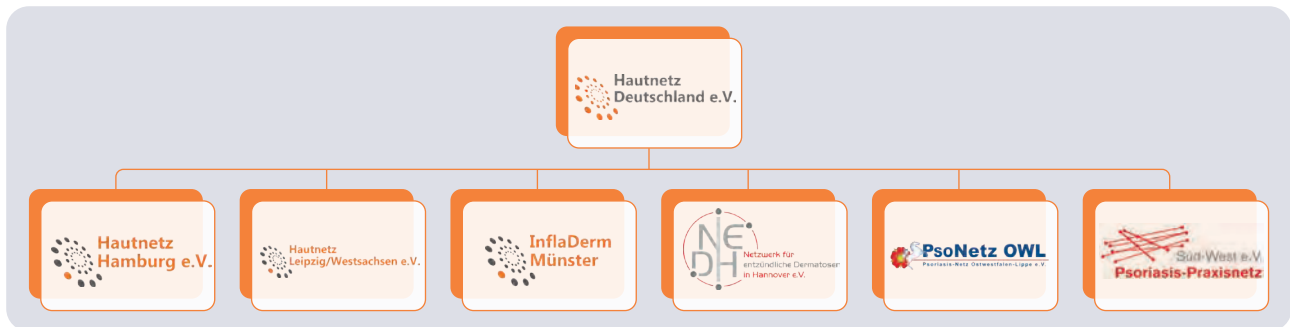 Hautnetz
Deutschland e.V.
Hautnetz
Hamburg e.V.
Hautnetz
Leipzig/Westsachsen e.V.
InflaDerm
Münster
NE
DH
Netzwerk für
entzündliche Dermatosen
in Hannover e.V.
PsoNetz OWL
Psoriasis-Netz Ostwestfalen-Lippe e.V.
Süd-West e.V.
Psoriasis-Praxisnetz